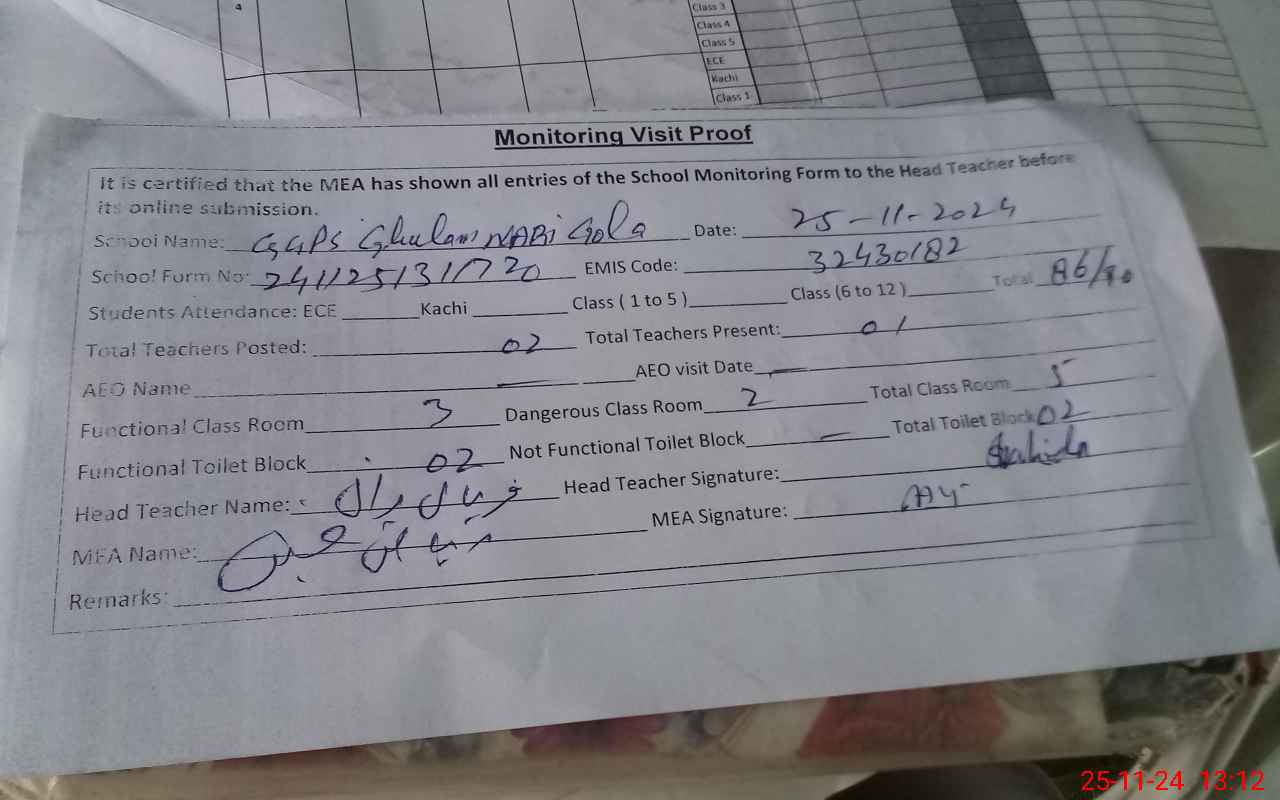 4
Class 3
Class 4
Class 5
ECE
Kachi
Class 1
Monitoring Visit Proof
It is certified that the MEA has shown all entries of the School Monitoring Form to the Head Teacher before
its online submission.
School Name: GGPS Ghulam NABi Gola Date: 25-11-2024
School Form No: 241125131720 EMIS Code: 32430182
Students Attendance: ECE Kachi Class ( 1 to 5 ) Class (6 to 12 ) Total 86/90
Total Teachers Posted: 02 Total Teachers Present: 01
AEO Name — AEO visit Date —
Functional Class Room 3 Dangerous Class Room 2 Total Class Room 5
Functional Toilet Block 02 Not Functional Toilet Block — Total Toilet Block 02
Head Teacher Name: Head Teacher Signature:
MEA Name: MEA Signature:
Remarks:
25-11-24 13:12